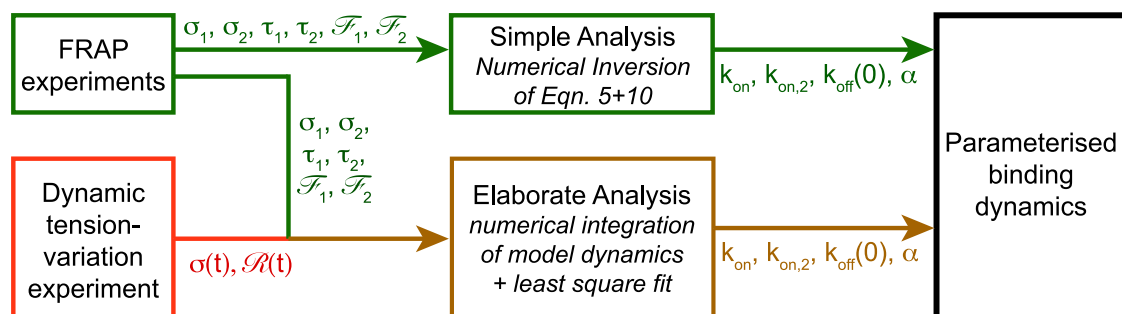 FRAP
experiments
σ₁, σ₂, τ₁, τ₂, ℱ₁, ℱ₂
Simple Analysis
Numerical Inversion
of Eqn. 5+10
kₒₙ, kₒₙ,₂, k_off(0), α
σ₁, σ₂,
τ₁, τ₂,
ℱ₁, ℱ₂
Dynamic
tension-
variation
experiment
σ(t), ℛ(t)
Elaborate Analysis
numerical integration
of model dynamics
+ least square fit
kₒₙ, kₒₙ,₂, k_off(0), α
Parameterised
binding
dynamics